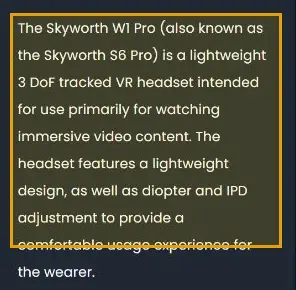 The Skyworth W1 Pro (also known as
the Skyworth S6 Pro) is a lightweight
3 DoF tracked VR headset intended
for use primarily for watching
immersive video content. The
headset features a lightweight
design, as well as diopter and IPD
adjustment to provide a
comfortable usage experience for
the wearer.